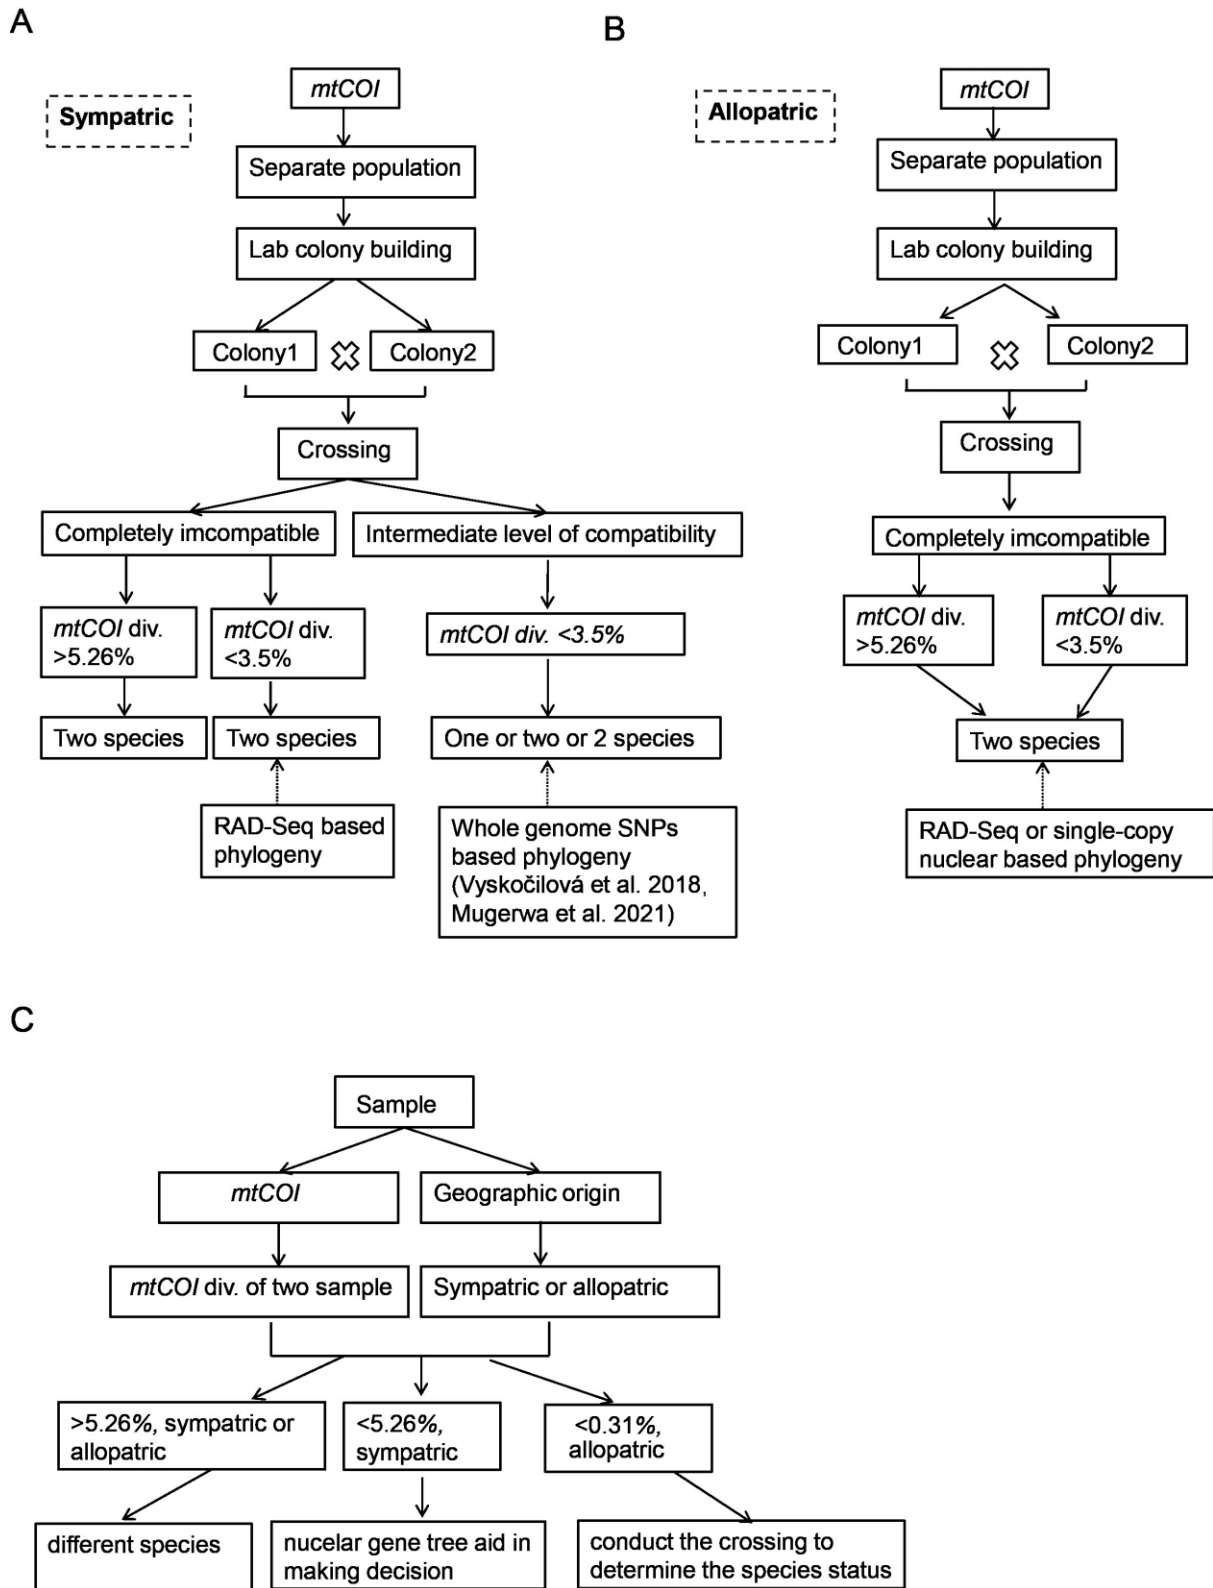 A
Sympatric
mtCOI
Separate population
Lab colony building
Colony1
Colony2
Crossing
Completely imcompatible
Intermediate level of compatibility
mtCOI div.
>5.26%
mtCOI div.
<3.5%
mtCOI div. <3.5%
Two species
Two species
One or two or 2 species
RAD-Seq based
phylogeny
Whole genome SNPs
based phylogeny
(Vyskočilová et al. 2018,
Mugerwa et al. 2021)
B
Allopatric
mtCOI
Separate population
Lab colony building
Colony1
Colony2
Crossing
Completely imcompatible
mtCOI div.
>5.26%
mtCOI div.
<3.5%
Two species
RAD-Seq or single-copy
nuclear based phylogeny
C
Sample
mtCOI
Geographic origin
mtCOI div. of two sample
Sympatric or allopatric
>5.26%, sympatric or
allopatric
<5.26%,
sympatric
<0.31%,
allopatric
different species
nucelar gene tree aid in
making decision
conduct the crossing to
determine the species status